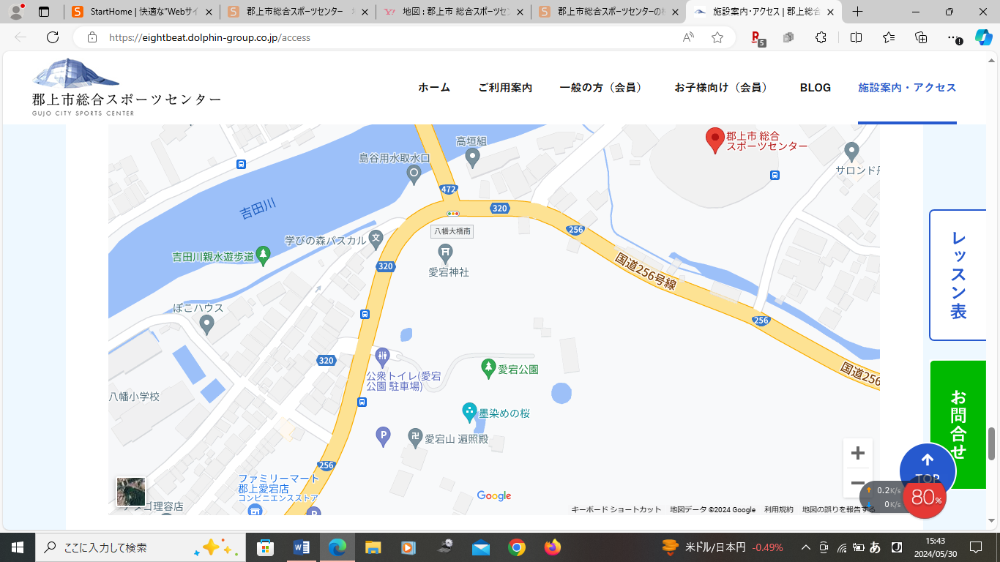 StartHome | 快適な"Webサイ
郡上市総合スポーツセンター
地図 : 郡上市 総合スポーツセン
郡上市総合スポーツセンターの
施設案内・アクセス | 郡上総合
https://eightbeat.dolphin-group.co.jp/access
5
郡上市総合スポーツセンター
GUJO CITY SPORTS CENTER
ホーム
ご利用案内
一般の方（会員）
お子様向け（会員）
BLOG
施設案内・アクセス
高垣組
郡上市 総合
スポーツセンター
島谷用水取水口
サロンド丹
472
320
吉田川
256
八幡大橋南
学びの森パスカル
吉田川親水遊歩道
320
愛宕神社
国道256号線
ぽこハウス
256
320
公衆トイレ(愛宕
公園 駐車場)
愛宕公園
国道256
八幡小学校
墨染めの桜
P
愛宕山 遍照殿
256
ファミリーマート
郡上愛宕店
コンビニエンスストア
アタゴ理容店
P
Google
キーボード ショートカット
地図データ ©2024 Google
利用規約
地図の誤りを報告する
レッスン表
お問合せ
TOP
0.2K/s
0K/s
80%
ここに入力して検索
米ドル/日本円
-0.49%
あ
15:43
2024/05/30